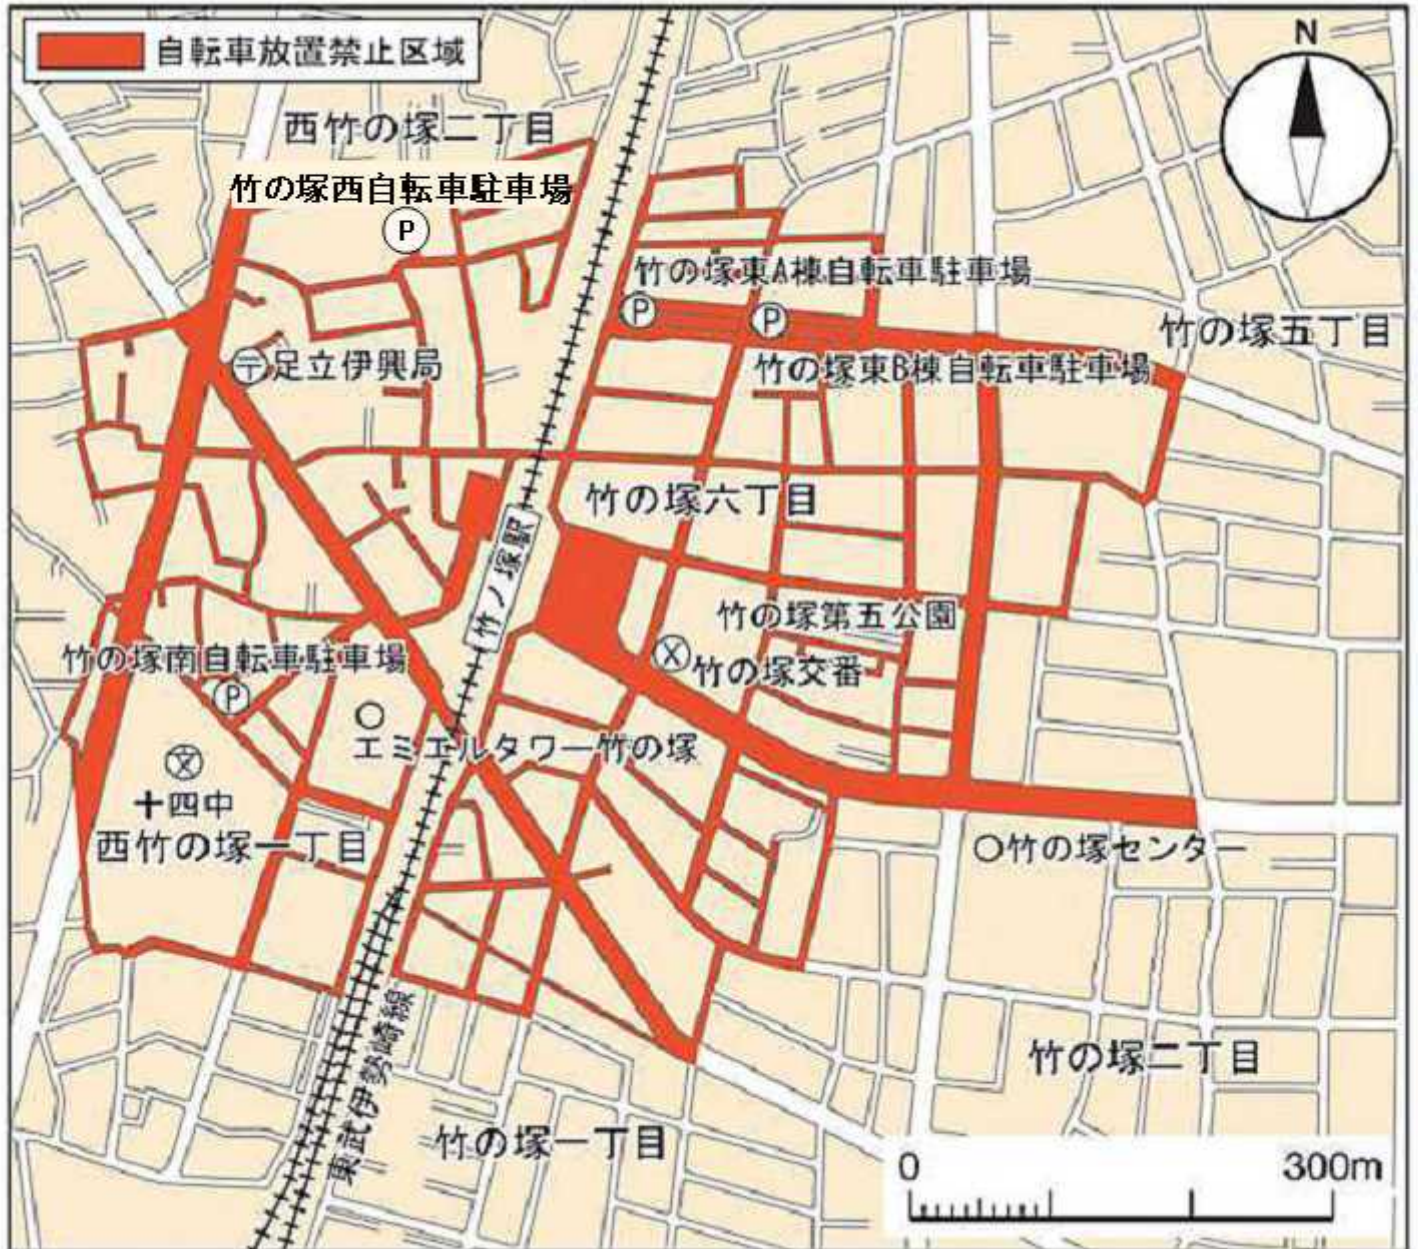 自転車放置禁止区域
N
西竹の塚二丁目
竹の塚西自転車駐車場
P
竹の塚東A棟自転車駐車場
P
P
竹の塚五丁目
〒足立伊興局
竹の塚東B棟自転車駐車場
竹の塚六丁目
竹ノ塚駅
竹の塚第五公園
竹の塚南自転車駐車場
P
X竹の塚交番
エミエルタワー竹の塚
文
十四中
西竹の塚一丁目
竹の塚センター
東武伊勢崎線
竹の塚二丁目
竹の塚一丁目
0 300m